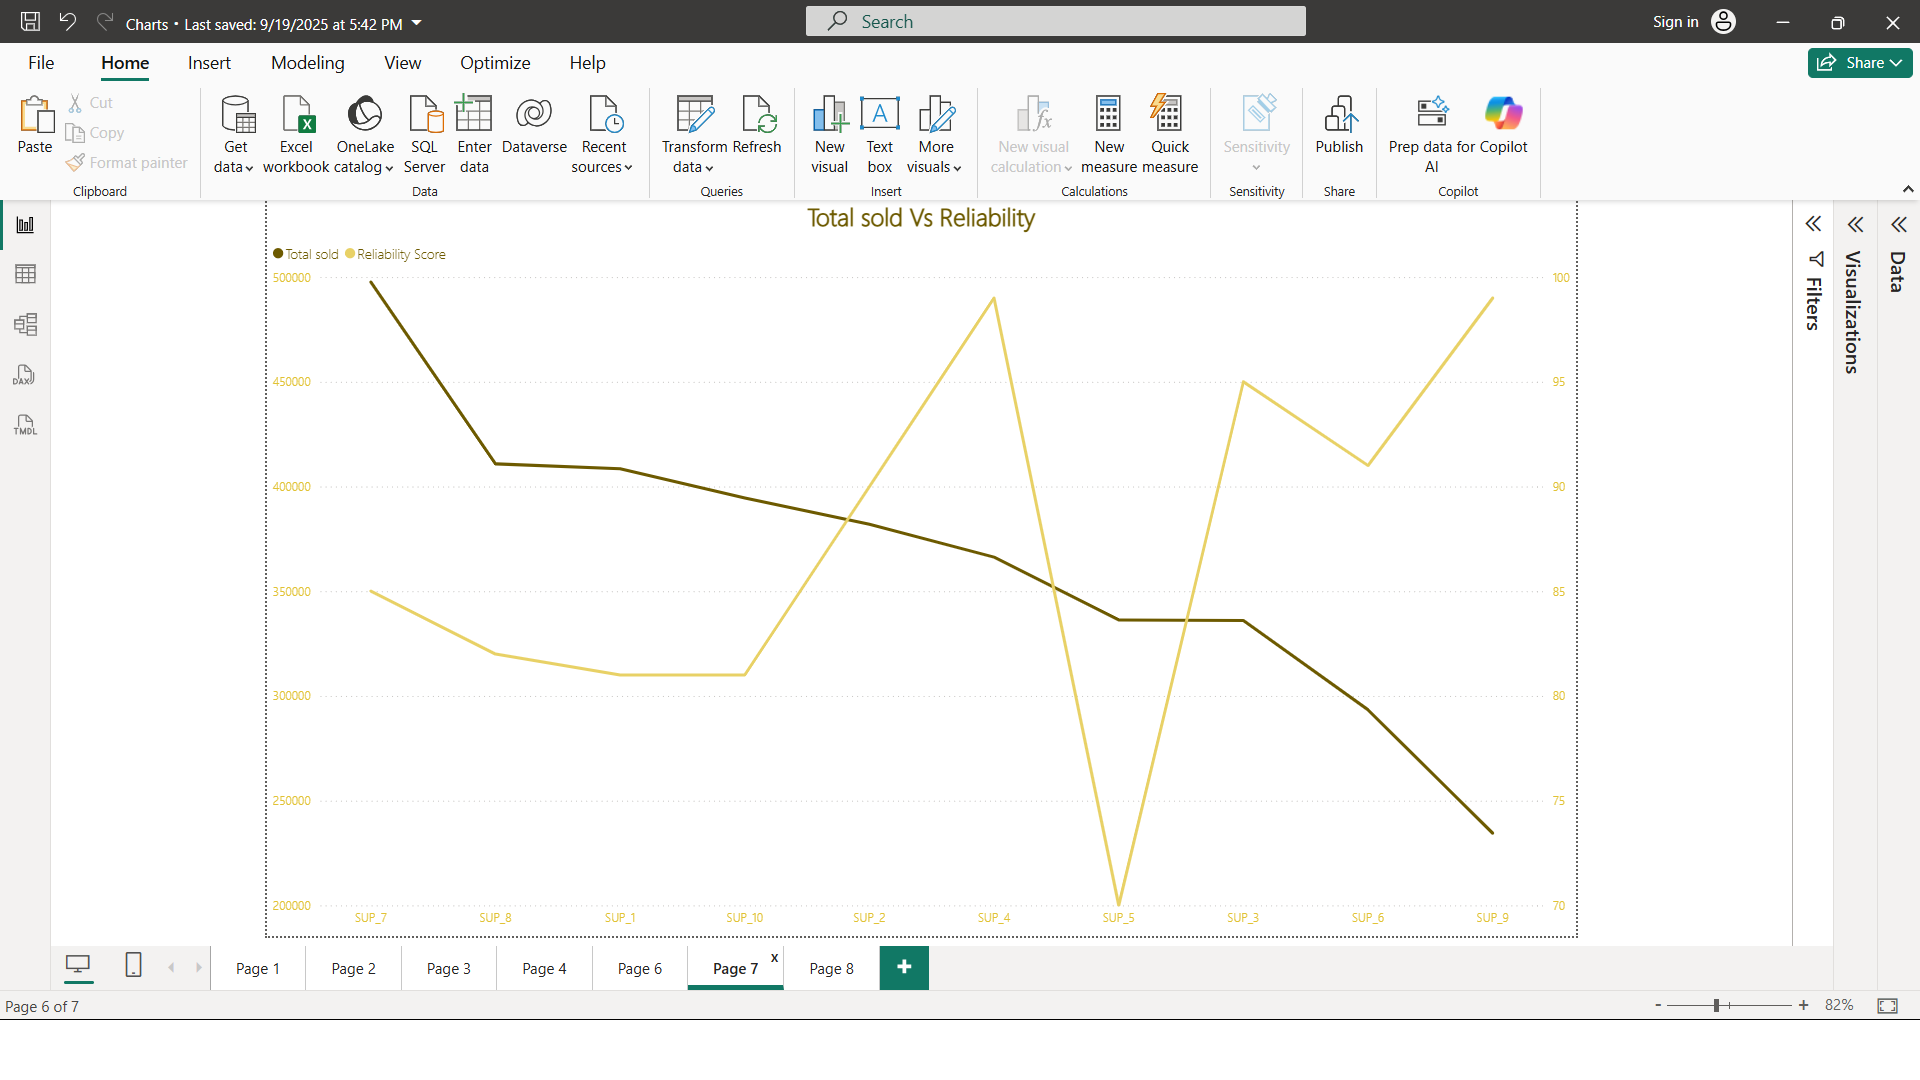 Charts • Last saved: 9/19/2025 at 5:42 PM
Search
Sign in
File Home Insert Modeling View Optimize Help
Share
Paste
Cut
Copy
Format painter
Clipboard
Get data
Excel workbook
OneLake catalog
SQL Server
Enter data
Dataverse
Recent sources
Data
Transform data
Refresh
Queries
New visual
Text box
More visuals
Insert
New visual calculation
New measure
Quick measure
Calculations
Sensitivity
Sensitivity
Publish
Share
Prep data for AI
Copilot
Copilot
DAX
TMDL
Total sold Vs Reliability
Total sold Reliability Score
500000 100
450000 95
400000 90
350000 85
300000 80
250000 75
200000 70
SUP_7 SUP_8 SUP_1 SUP_10 SUP_2 SUP_4 SUP_5 SUP_3 SUP_6 SUP_9
Filters
Visualizations
Data
Page 1 Page 2 Page 3 Page 4 Page 6 Page 7 x Page 8 +
Page 6 of 7
- + 82%